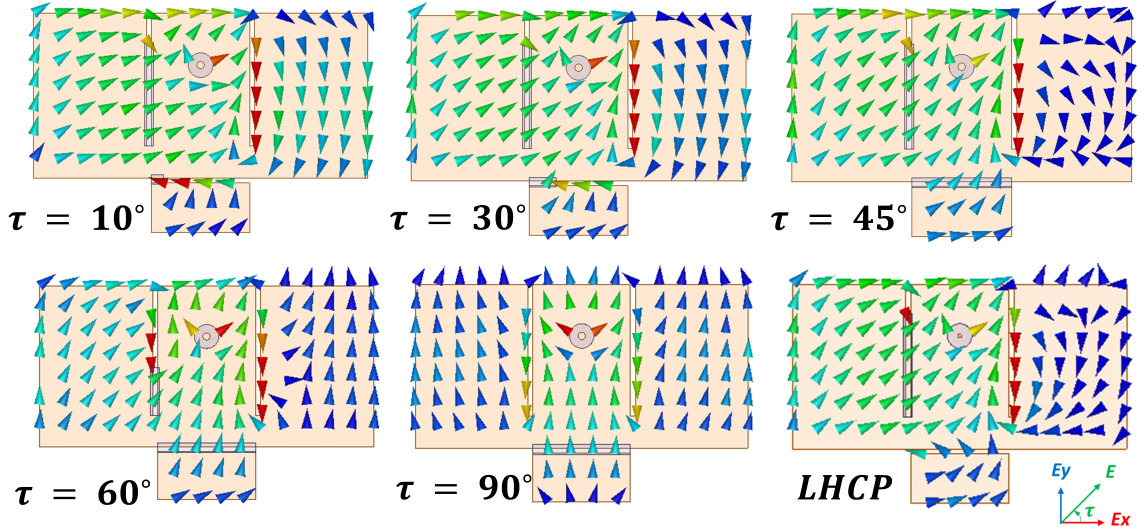 τ = 10° τ = 30° τ = 45°
τ = 60° τ = 90° LHCP
Ey E
τ
Ex